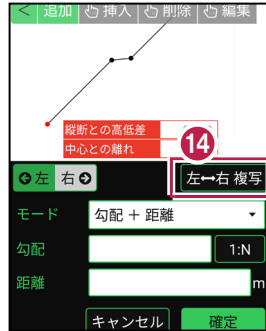 < 追加 挿入 削除 編集
縦断との高低差
中心との離れ
14
左 右 左↔右 複写
モード 勾配 + 距離
勾配 1:N
距離 m
キャンセル 確定